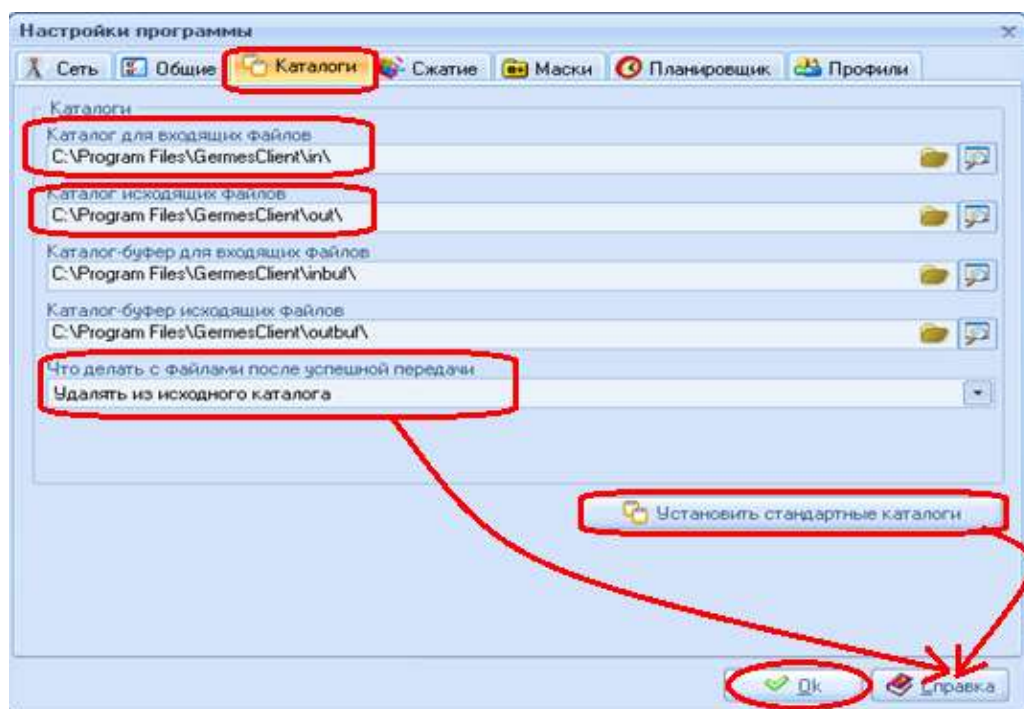 Настройки программы
Сеть Общие Каталоги Сжатие Маски Планировщик Профили
Каталоги
Каталог для входящих файлов
C:\Program Files\GermesClient\in\
Каталог исходящих файлов
C:\Program Files\GermesClient\out\
Каталог-буфер для входящих файлов
C:\Program Files\GermesClient\inbuf\
Каталог-буфер исходящих файлов
C:\Program Files\GermesClient\outbuf\
Что делать с файлами после успешной передачи
Удалять из исходного каталога
Установить стандартные каталоги
Ok Справка